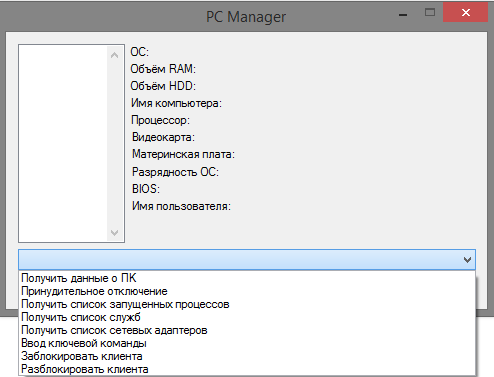 PC Manager
ОС:
Объём RAM:
Объём HDD:
Имя компьютера:
Процессор:
Видеокарта:
Материнская плата:
Разрядность ОС:
BIOS:
Имя пользователя:
Получить данные о ПК
Принудительное отключение
Получить список запущенных процессов
Получить список служб
Получить список сетевых адаптеров
Ввод ключевой команды
Заблокировать клиента
Разблокировать клиента